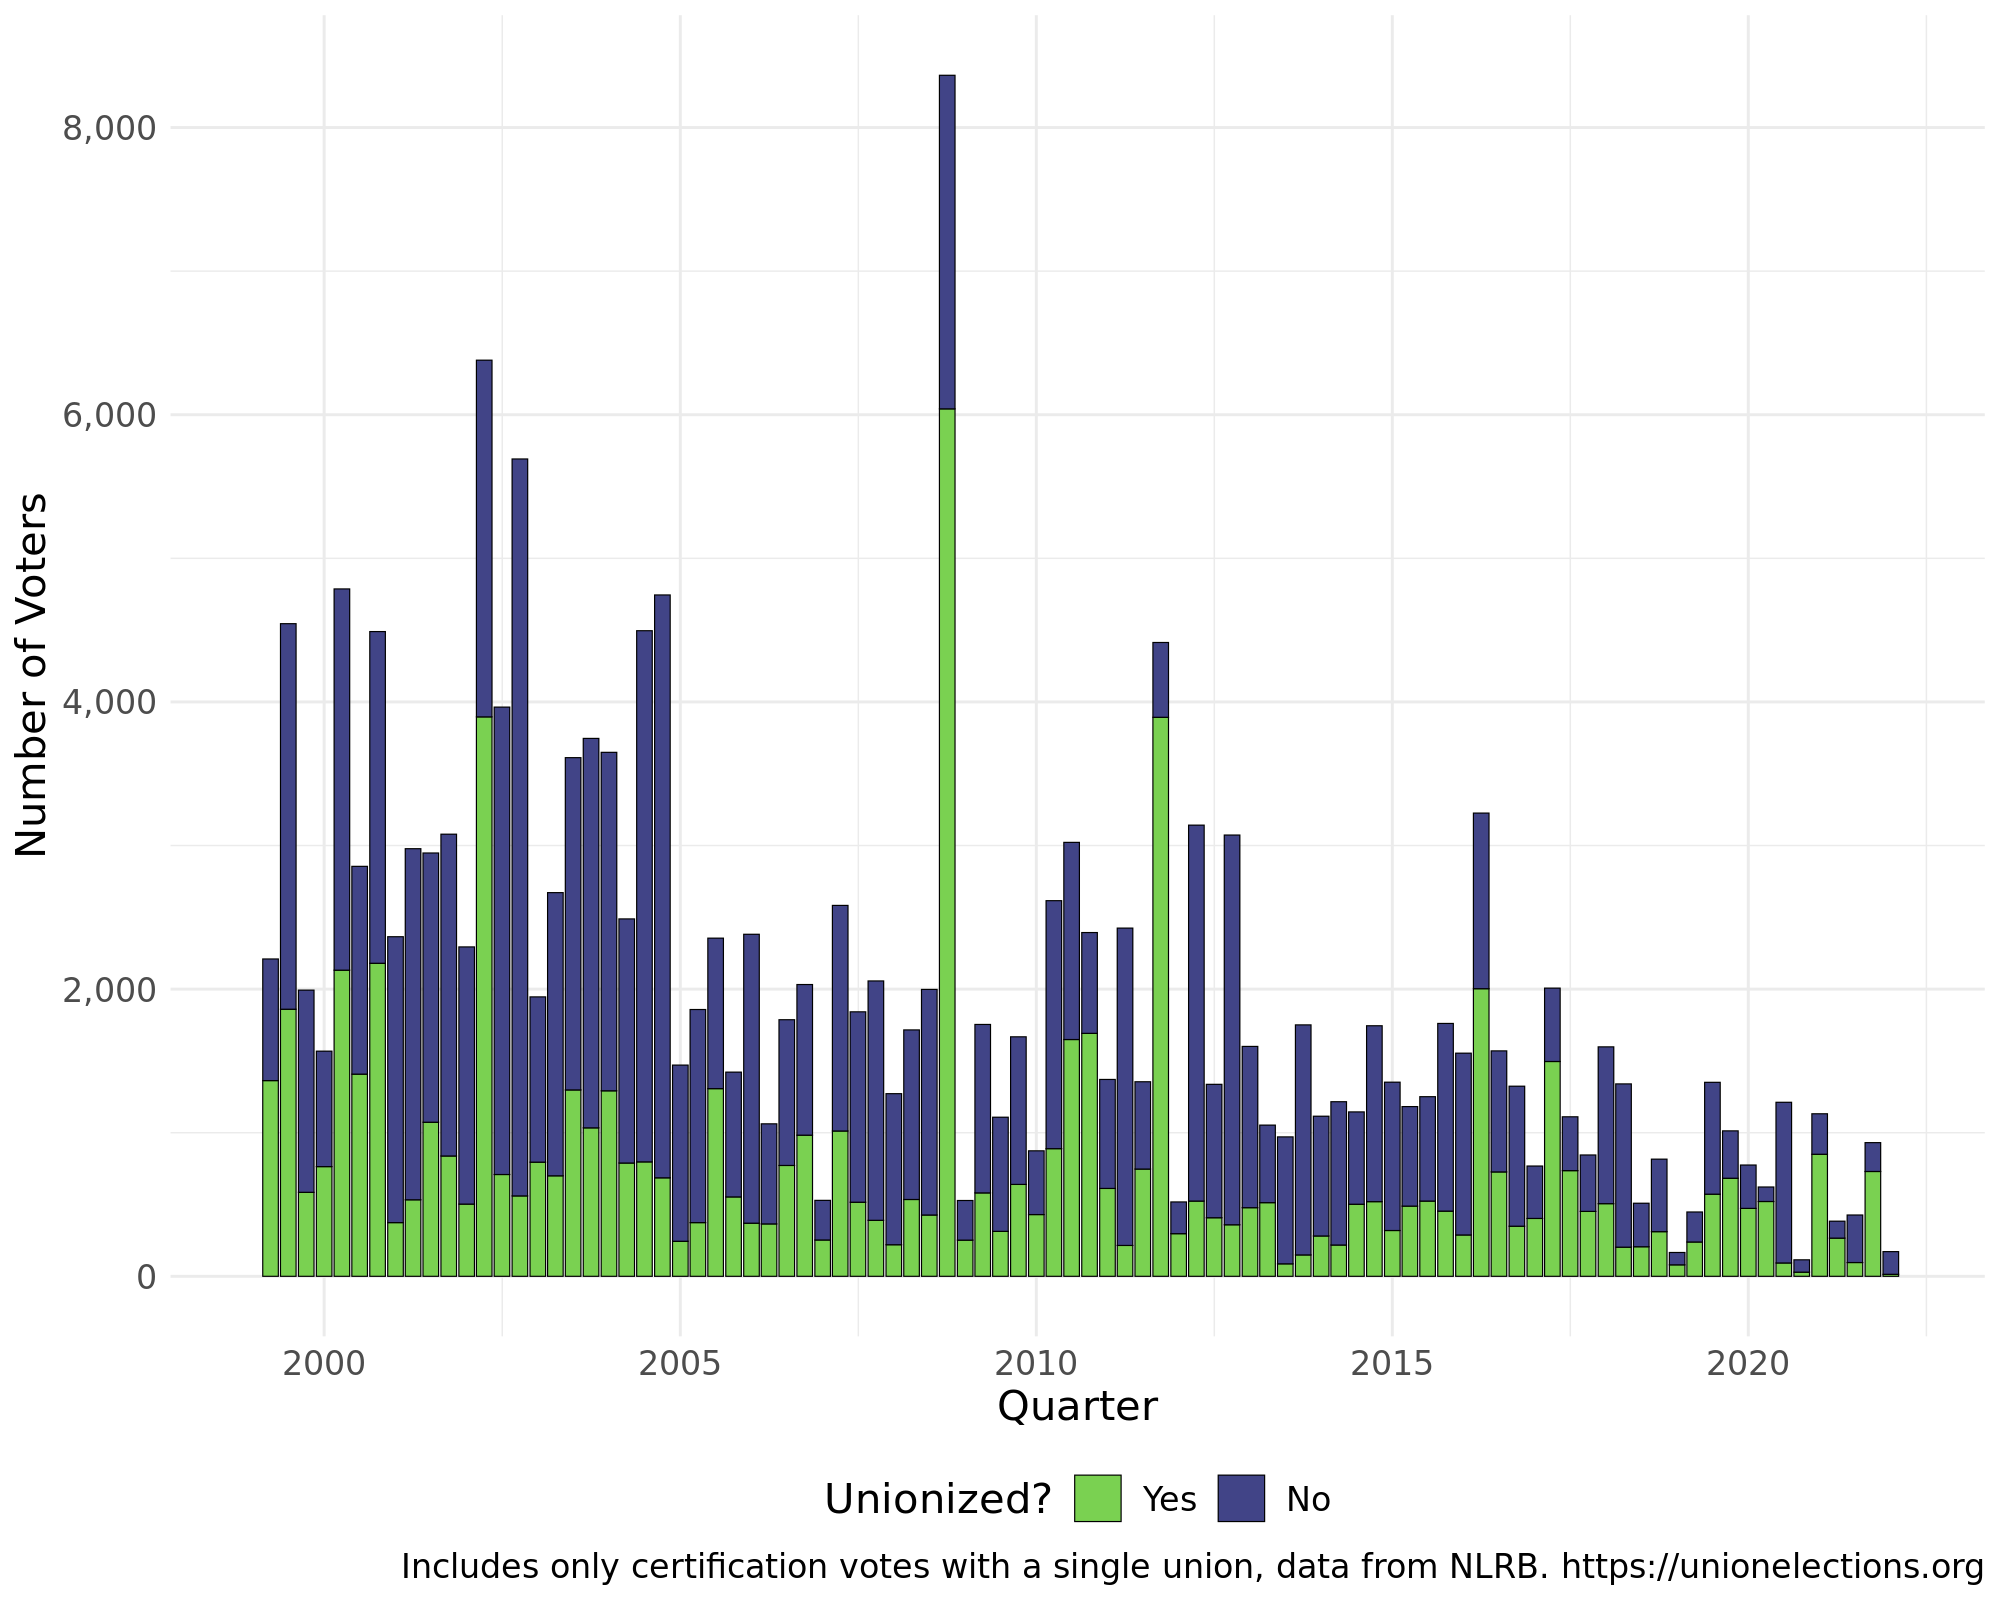 8,000
6,000
4,000
2,000
0
Number of Voters
2000 2005 2010 2015 2020
Quarter
Unionized? Yes No
Includes only certification votes with a single union, data from NLRB. https://unionelections.org